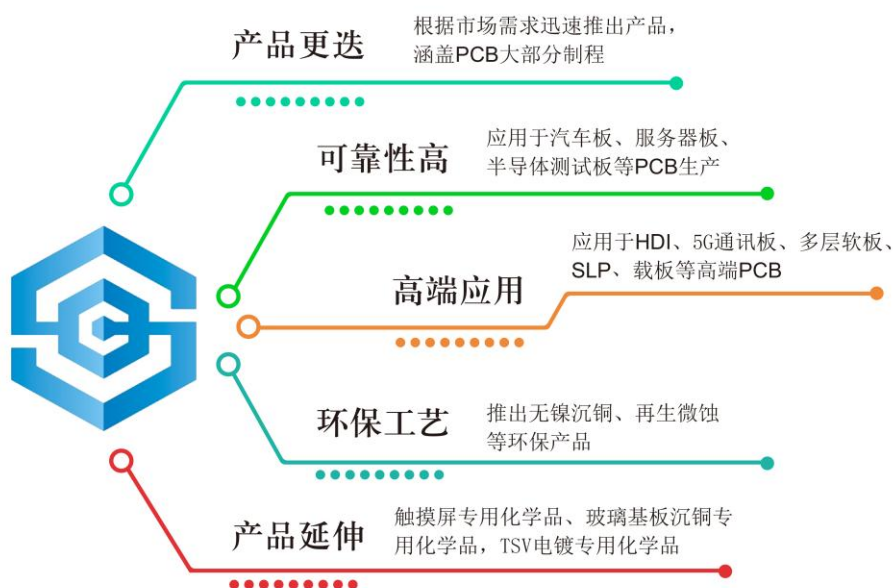 产品更迭
根据市场需求迅速推出产品，
涵盖PCB大部分制程
可靠性高
应用于汽车板、服务器板、
半导体测试板等PCB生产
高端应用
应用于HDI、5G通讯板、多层软板、
SLP、载板等高端PCB
环保工艺
推出无镍沉铜、再生微蚀
等环保产品
产品延伸
触摸屏专用化学品、玻璃基板沉铜专
用化学品，TSV电镀专用化学品